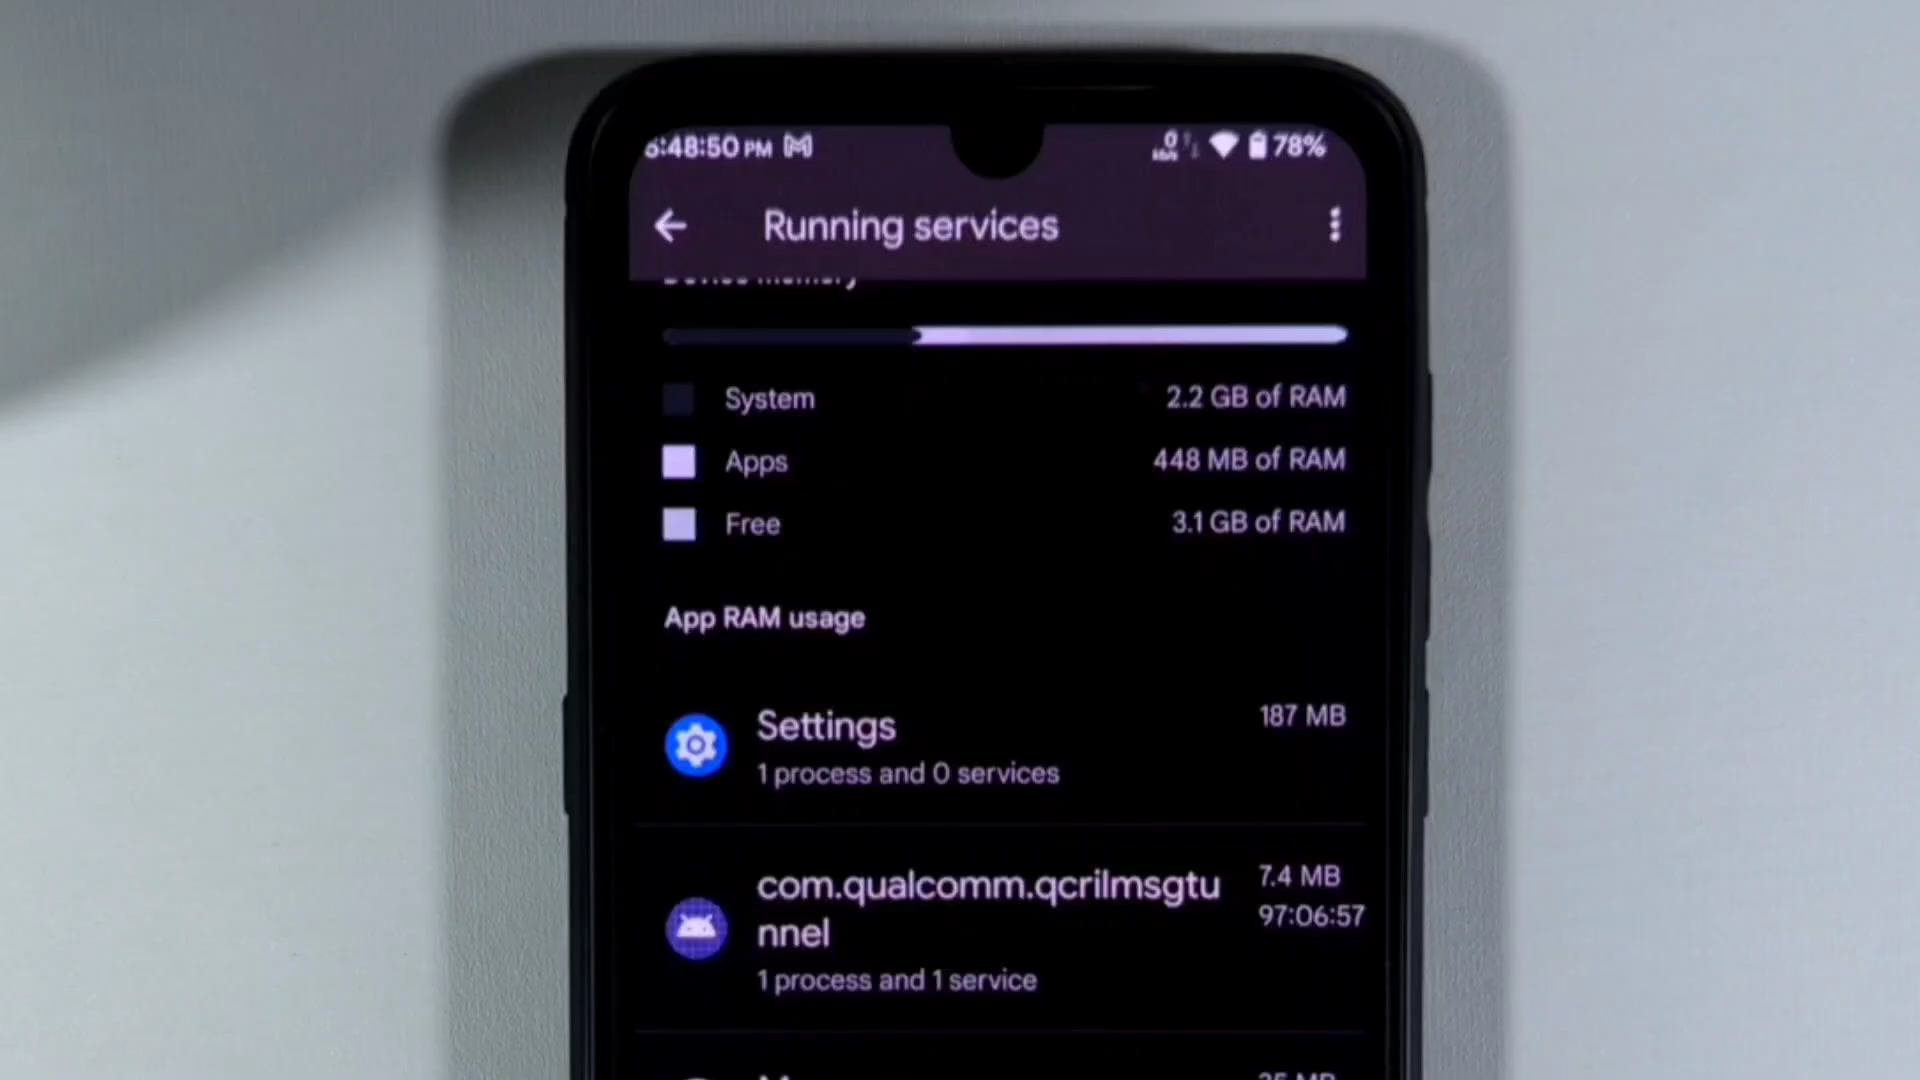 :48:50 PM 78%
Running services
Device memory
System 2.2 GB of RAM
Apps 448 MB of RAM
Free 3.1 GB of RAM
App RAM usage
Settings 187 MB
1 process and 0 services
com.qualcomm.qcrilmsgtu 7.4 MB
nnel 97:06:57
1 process and 1 service